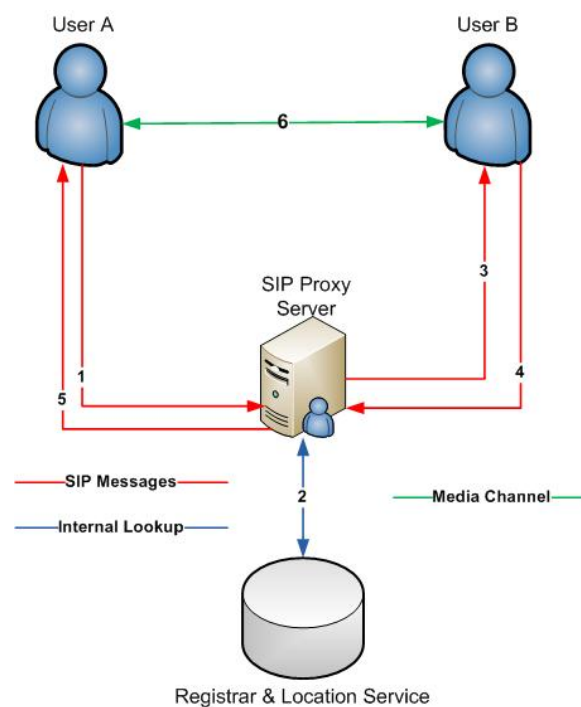 User A
User B
6
3
SIP Proxy
Server
1
5
4
SIP Messages
2
Media Channel
Internal Lookup
Registrar & Location Service